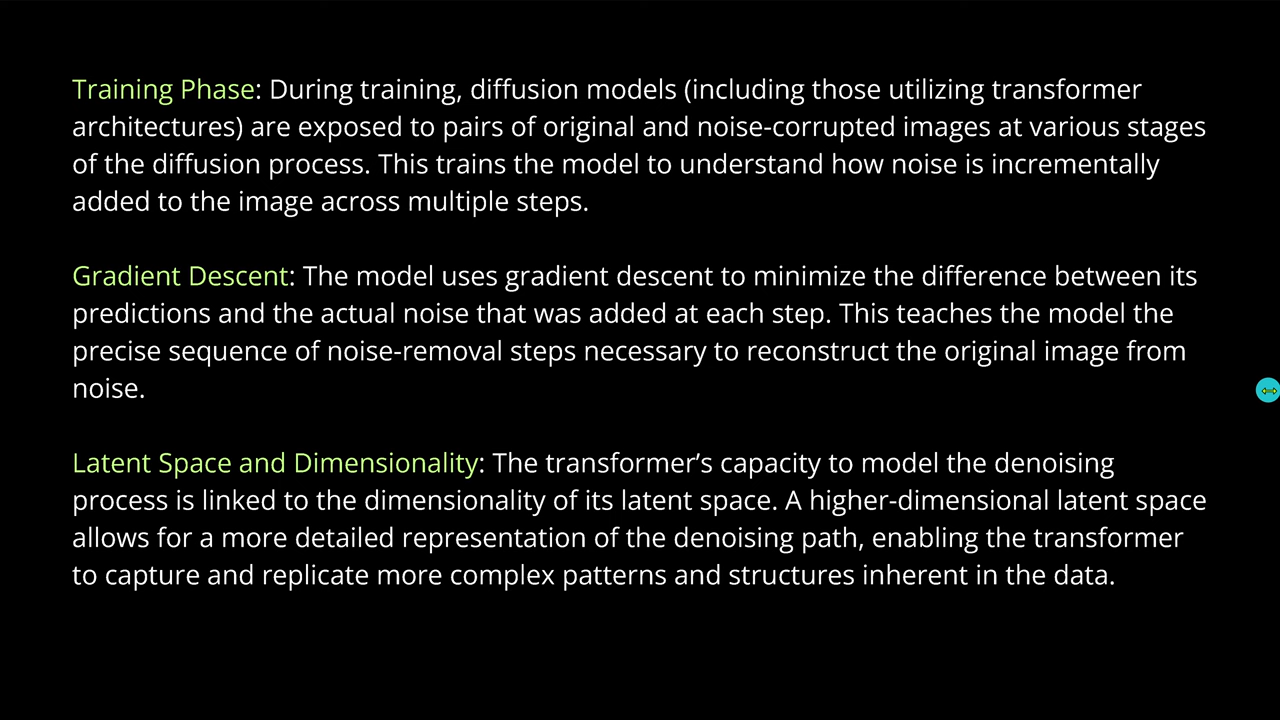 Training Phase: During training, diffusion models (including those utilizing transformer
architectures) are exposed to pairs of original and noise-corrupted images at various stages
of the diffusion process. This trains the model to understand how noise is incrementally
added to the image across multiple steps.
Gradient Descent: The model uses gradient descent to minimize the difference between its
predictions and the actual noise that was added at each step. This teaches the model the
precise sequence of noise-removal steps necessary to reconstruct the original image from
noise.
Latent Space and Dimensionality: The transformer’s capacity to model the denoising
process is linked to the dimensionality of its latent space. A higher-dimensional latent space
allows for a more detailed representation of the denoising path, enabling the transformer
to capture and replicate more complex patterns and structures inherent in the data.